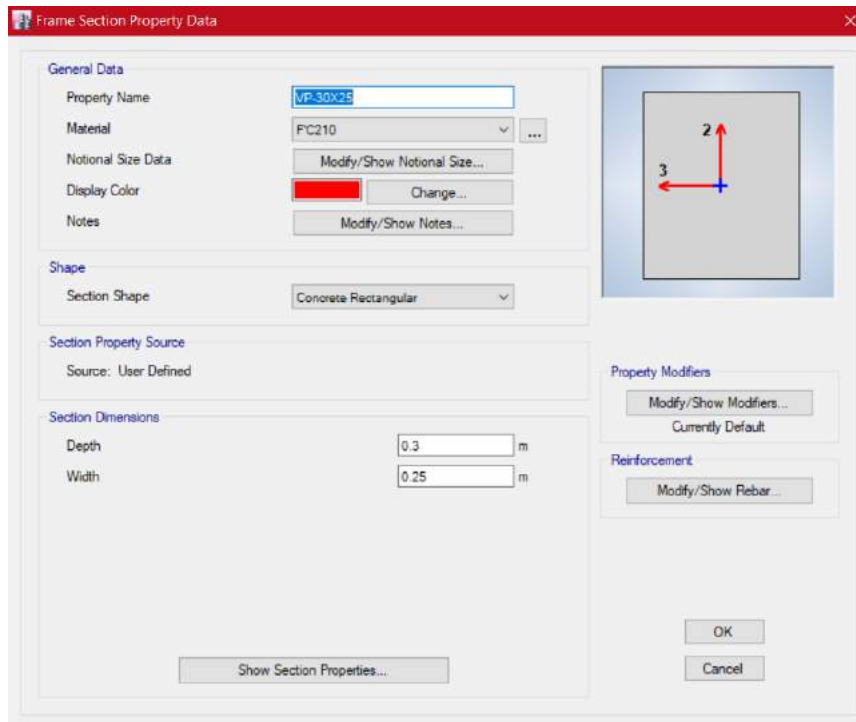 Frame Section Property Data
General Data
Property Name VP-30X25
Material F'C210 ...
Notional Size Data Modify/Show Notional Size...
Display Color Change...
Notes Modify/Show Notes...
2
3
Shape
Section Shape Concrete Rectangular
Section Property Source
Source: User Defined
Property Modifiers
Modify/Show Modifiers...
Currently Default
Section Dimensions
Depth 0.3 m
Width 0.25 m
Reinforcement
Modify/Show Rebar...
Show Section Properties...
OK
Cancel